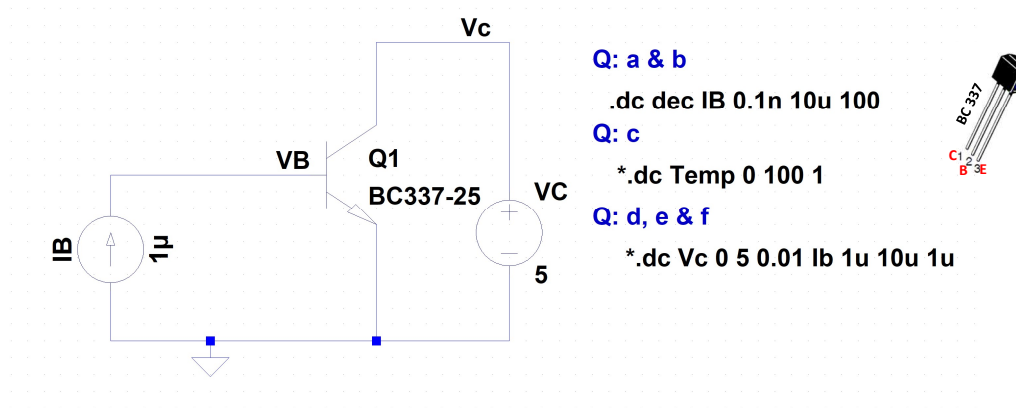 Vc
Q: a & b
.dc dec IB 0.1n 10u 100
BC 337
Q: c
C1
2
B
3E
VB
Q1
*.dc Temp 0 100 1
BC337-25
VC
Q: d, e & f
IB
1µ
*.dc Vc 0 5 0.01 Ib 1u 10u 1u
5